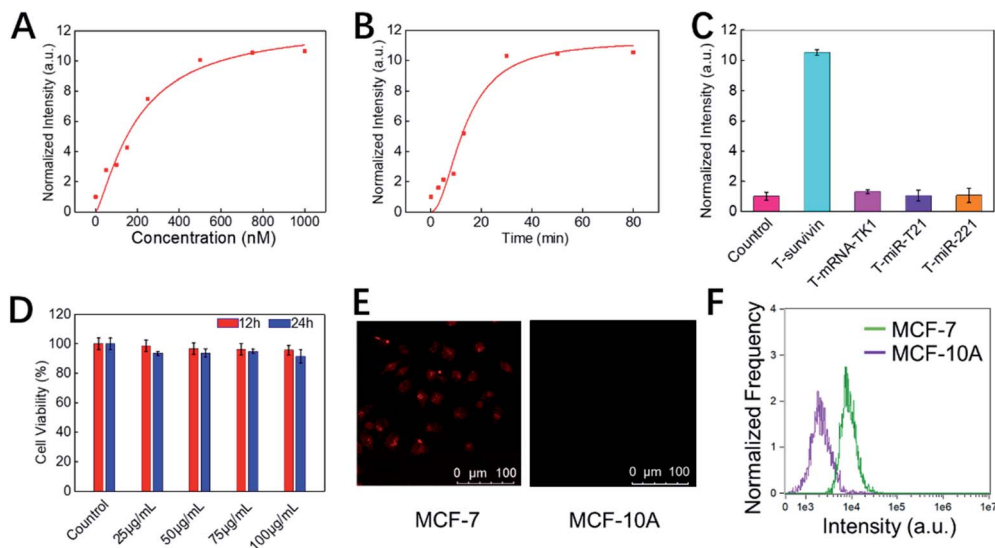 A
Normalized Intensity (a.u.)
12
10
8
6
4
2
0
0 200 400 600 800 1000
Concentration (nM)
B
Normalized Intensity (a.u.)
12
10
8
6
4
2
0
0 20 40 60 80
Time (min)
C
Normalized Intensity (a.u.)
12
10
8
6
4
2
0
Countrol
T-survivin
T-mRNA-TK1
T-miR-T21
T-miR-221
D
Cell Viability (%)
120
100
80
60
40
20
0
12h 24h
Countrol
25μg/mL
50μg/mL
75μg/mL
100μg/mL
E
0 μm 100
0 μm 100
MCF-7 MCF-10A
F
Normalized Frequency
4
3
2
1
0
MCF-7
MCF-10A
0 1e3 1e4 1e5 1e6 1e7
Intensity (a.u.)